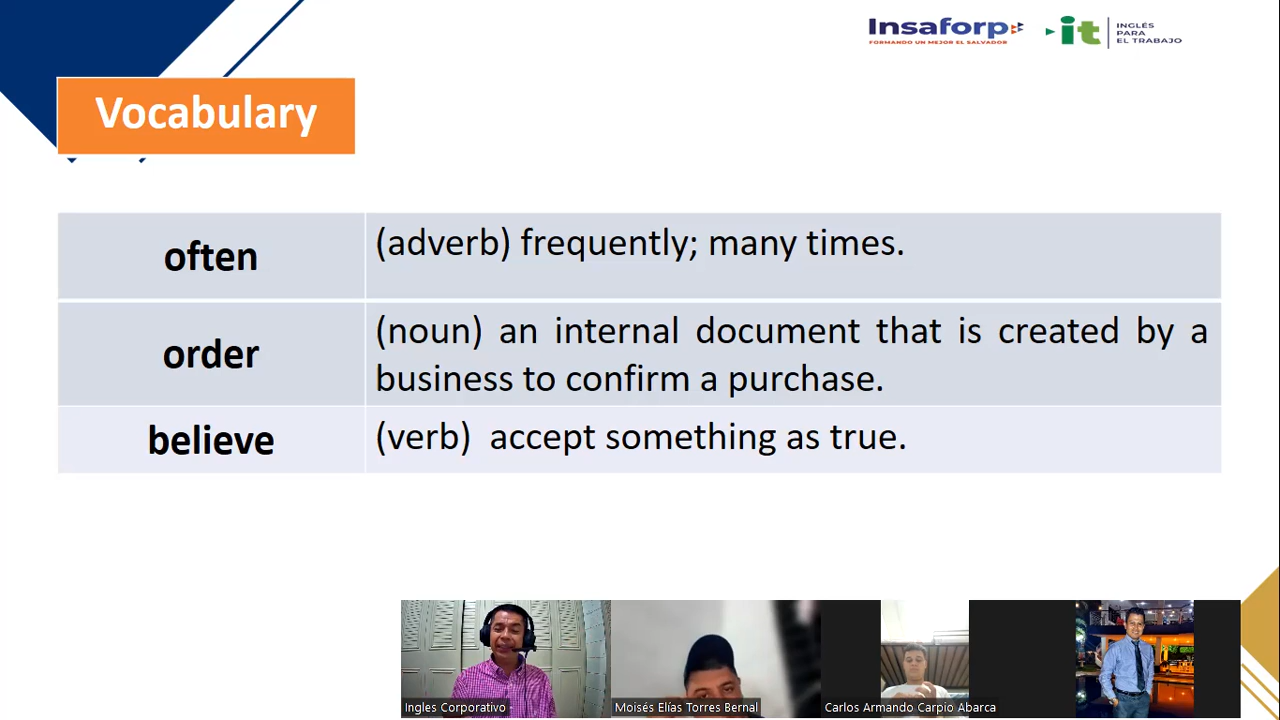 Insaforp
FORMANDO UN MEJOR EL SALVADOR
it
INGLÉS
PARA
EL TRABAJO
Vocabulary
often
(adverb) frequently; many times.
order
(noun) an internal document that is created by a
business to confirm a purchase.
believe
(verb) accept something as true.
Ingles Corporativo
Moisés Elías Torres Bernal
Carlos Armando Carpio Abarca